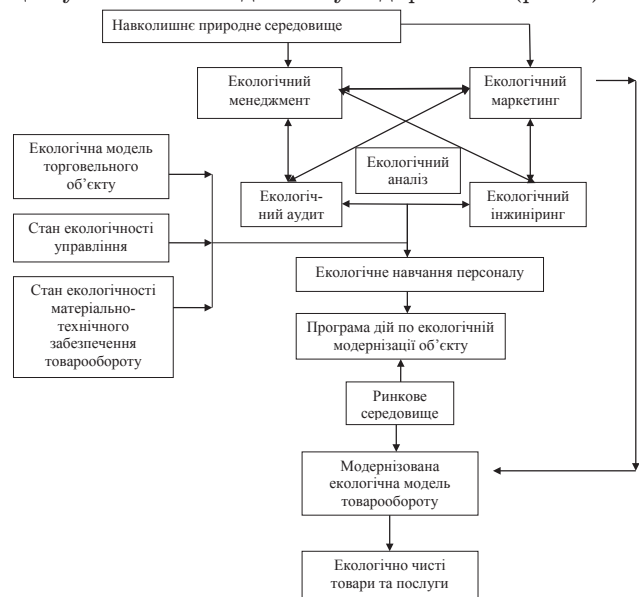 Навколишнє природне середовище
Екологічний
менеджмент
Екологічний
маркетинг
Екологічна модель
торговельного
об’єкту
Екологічний
аналіз
Екологіч-
ний аудит
Екологічний
інжиніринг
Стан екологічності
управління
Екологічне навчання персоналу
Стан екологічності
матеріально-
технічного
забезпечення
товарообороту
Програма дій по екологічній
модернізації об’єкту
Ринкове
середовище
Модернізована
екологічна модель
товарообороту
Екологічно чисті
товари та послуги